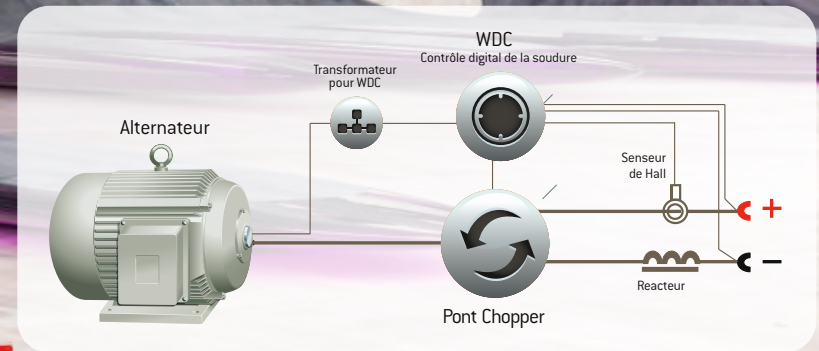 WDC
Contrôle digital de la soudure
Transformateur
pour WDC
Alternateur
Senseur
de Hall
+
−
Reacteur
Pont Chopper